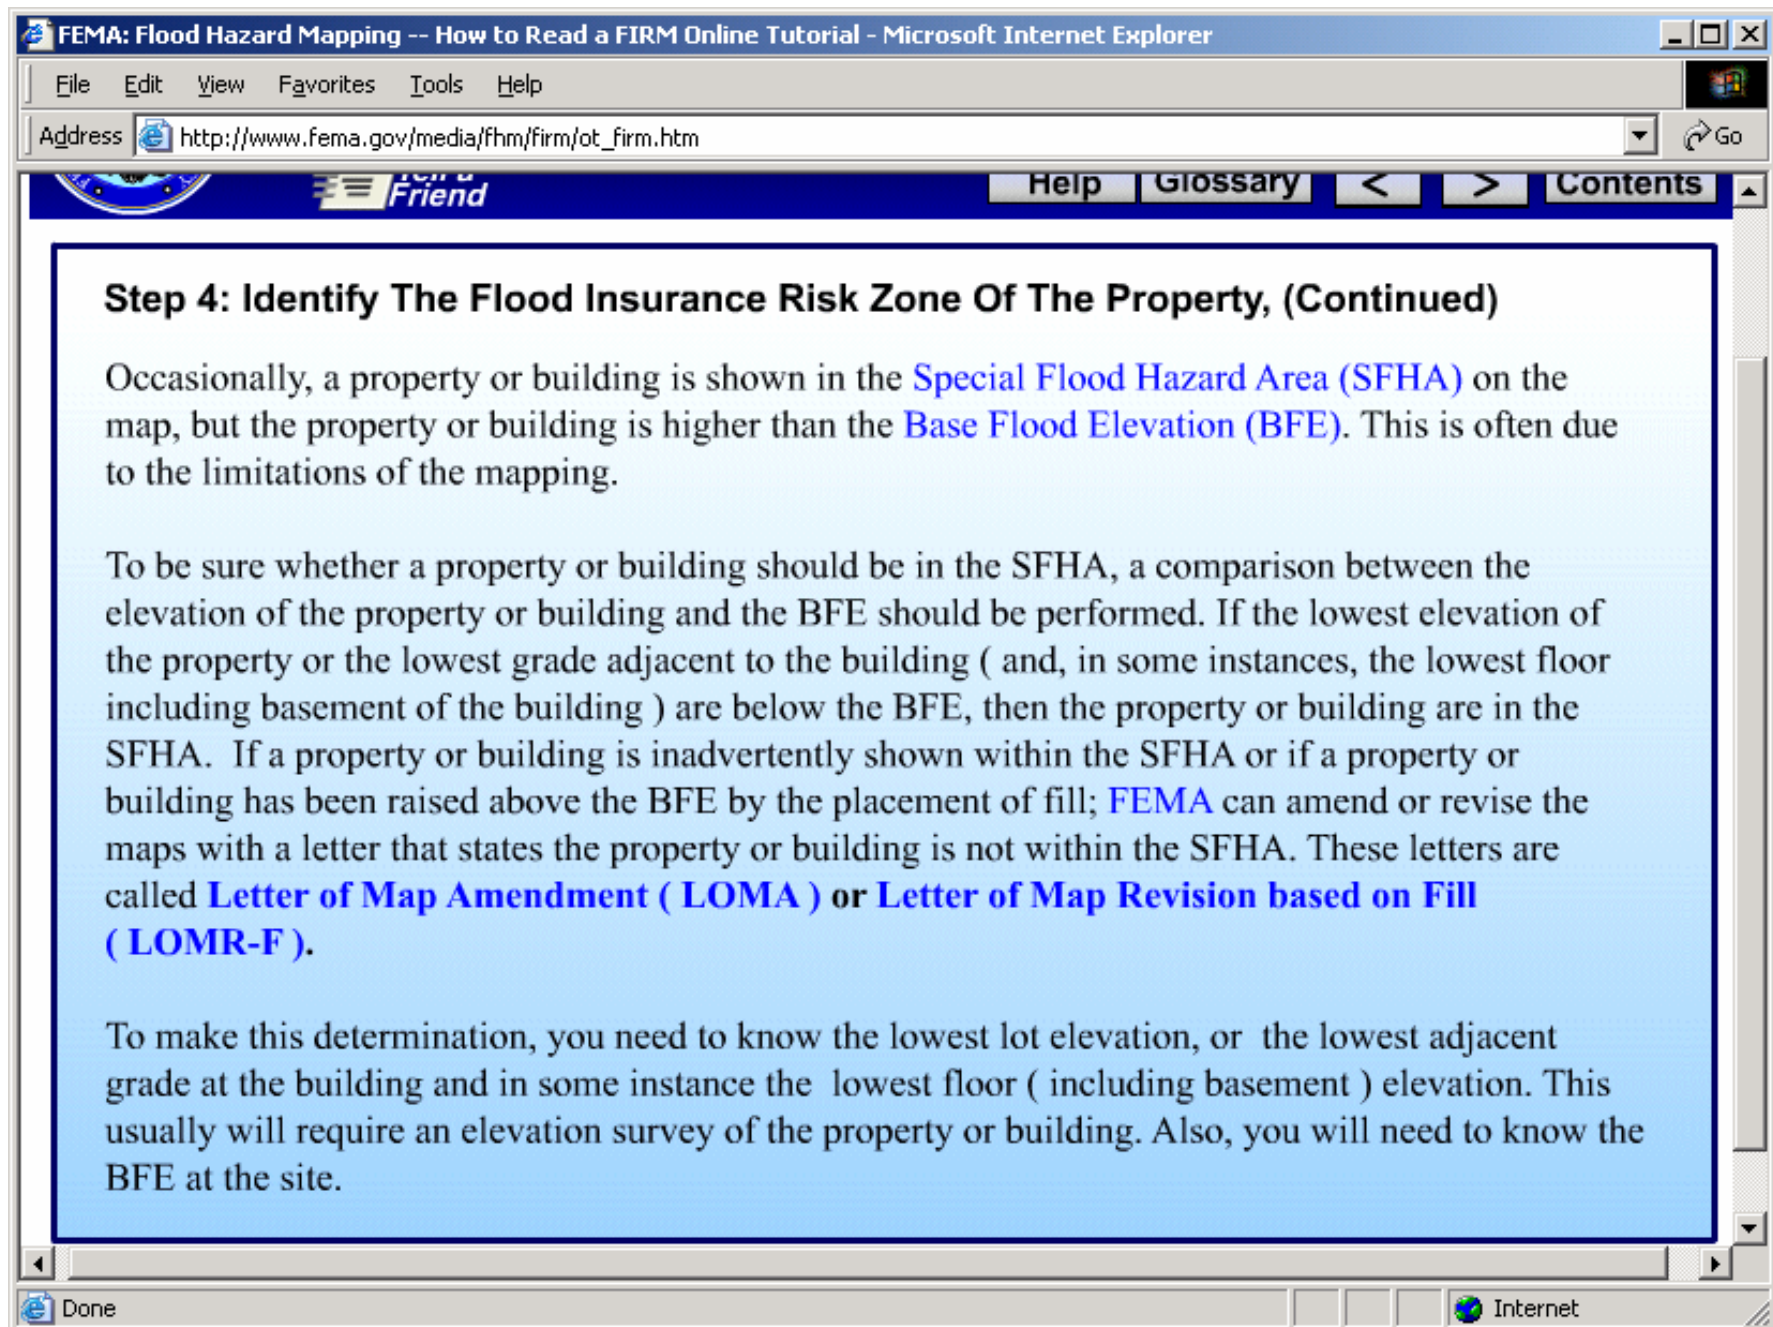 FEMA: Flood Hazard Mapping -- How to Read a FIRM Online Tutorial - Microsoft Internet Explorer
File Edit View Favorites Tools Help
Address http://www.fema.gov/media/fhm/firm/ot_firm.htm Go
Tell a
Friend
Help Glossary < > Contents
Step 4: Identify The Flood Insurance Risk Zone Of The Property, (Continued)
Occasionally, a property or building is shown in the Special Flood Hazard Area (SFHA) on the
map, but the property or building is higher than the Base Flood Elevation (BFE). This is often due
to the limitations of the mapping.
To be sure whether a property or building should be in the SFHA, a comparison between the
elevation of the property or building and the BFE should be performed. If the lowest elevation of
the property or the lowest grade adjacent to the building ( and, in some instances, the lowest floor
including basement of the building ) are below the BFE, then the property or building are in the
SFHA.  If a property or building is inadvertently shown within the SFHA or if a property or
building has been raised above the BFE by the placement of fill; FEMA can amend or revise the
maps with a letter that states the property or building is not within the SFHA. These letters are
called Letter of Map Amendment ( LOMA ) or Letter of Map Revision based on Fill
( LOMR-F ).
To make this determination, you need to know the lowest lot elevation, or  the lowest adjacent
grade at the building and in some instance the  lowest floor ( including basement ) elevation. This
usually will require an elevation survey of the property or building. Also, you will need to know the
BFE at the site.
Done Internet